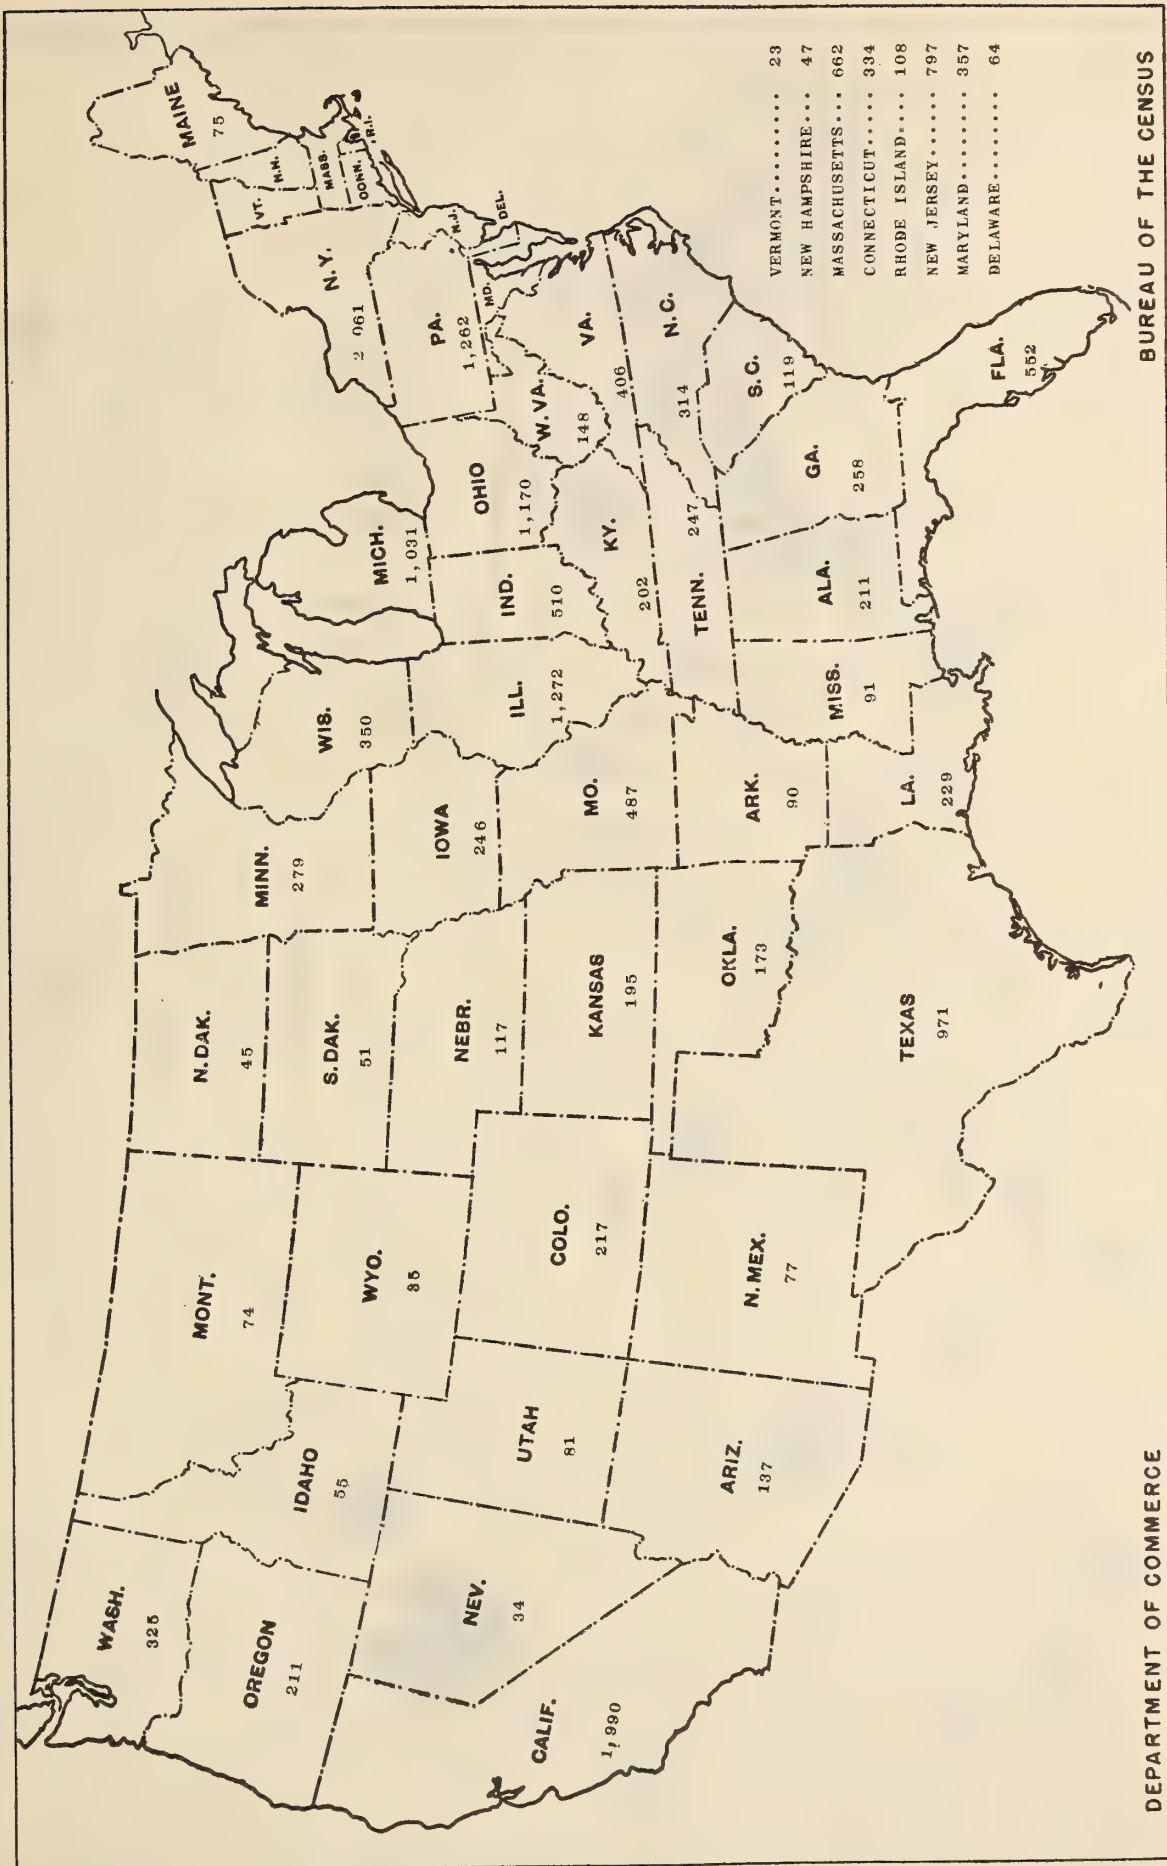 WASH.
325
OREGON
211
CALIF.
1,990
NEV.
34
IDAHO
55
MONT.
74
WYO.
35
UTAH
81
ARIZ.
137
COLO.
217
N. MEX.
77
N. DAK.
45
S. DAK.
51
NEBR.
117
KANSAS
195
OKLA.
173
TEXAS
971
MINN.
279
IOWA
246
MO.
487
ARK.
90
LA.
229
WIS.
350
ILL.
1,272
MICH.
1,031
IND.
510
OHIO
1,170
KY.
202
TENN.
247
MISS.
91
ALA.
211
GA.
258
FLA.
552
S. C.
119
N. C.
314
VA.
406
W. VA.
148
MD.
DEL.
PA.
1,262
N.J.
N. Y.
2 061
CONN.
R.I.
MASS.
VT.
N.H.
MAINE
75
VERMONT......... 23
NEW HAMPSHIRE... 47
MASSACHUSETTS... 662
CONNECTICUT..... 334
RHODE ISLAND.... 108
NEW JERSEY...... 797
MARYLAND........ 357
DELAWARE........ 64
DEPARTMENT OF COMMERCE
BUREAU OF THE CENSUS